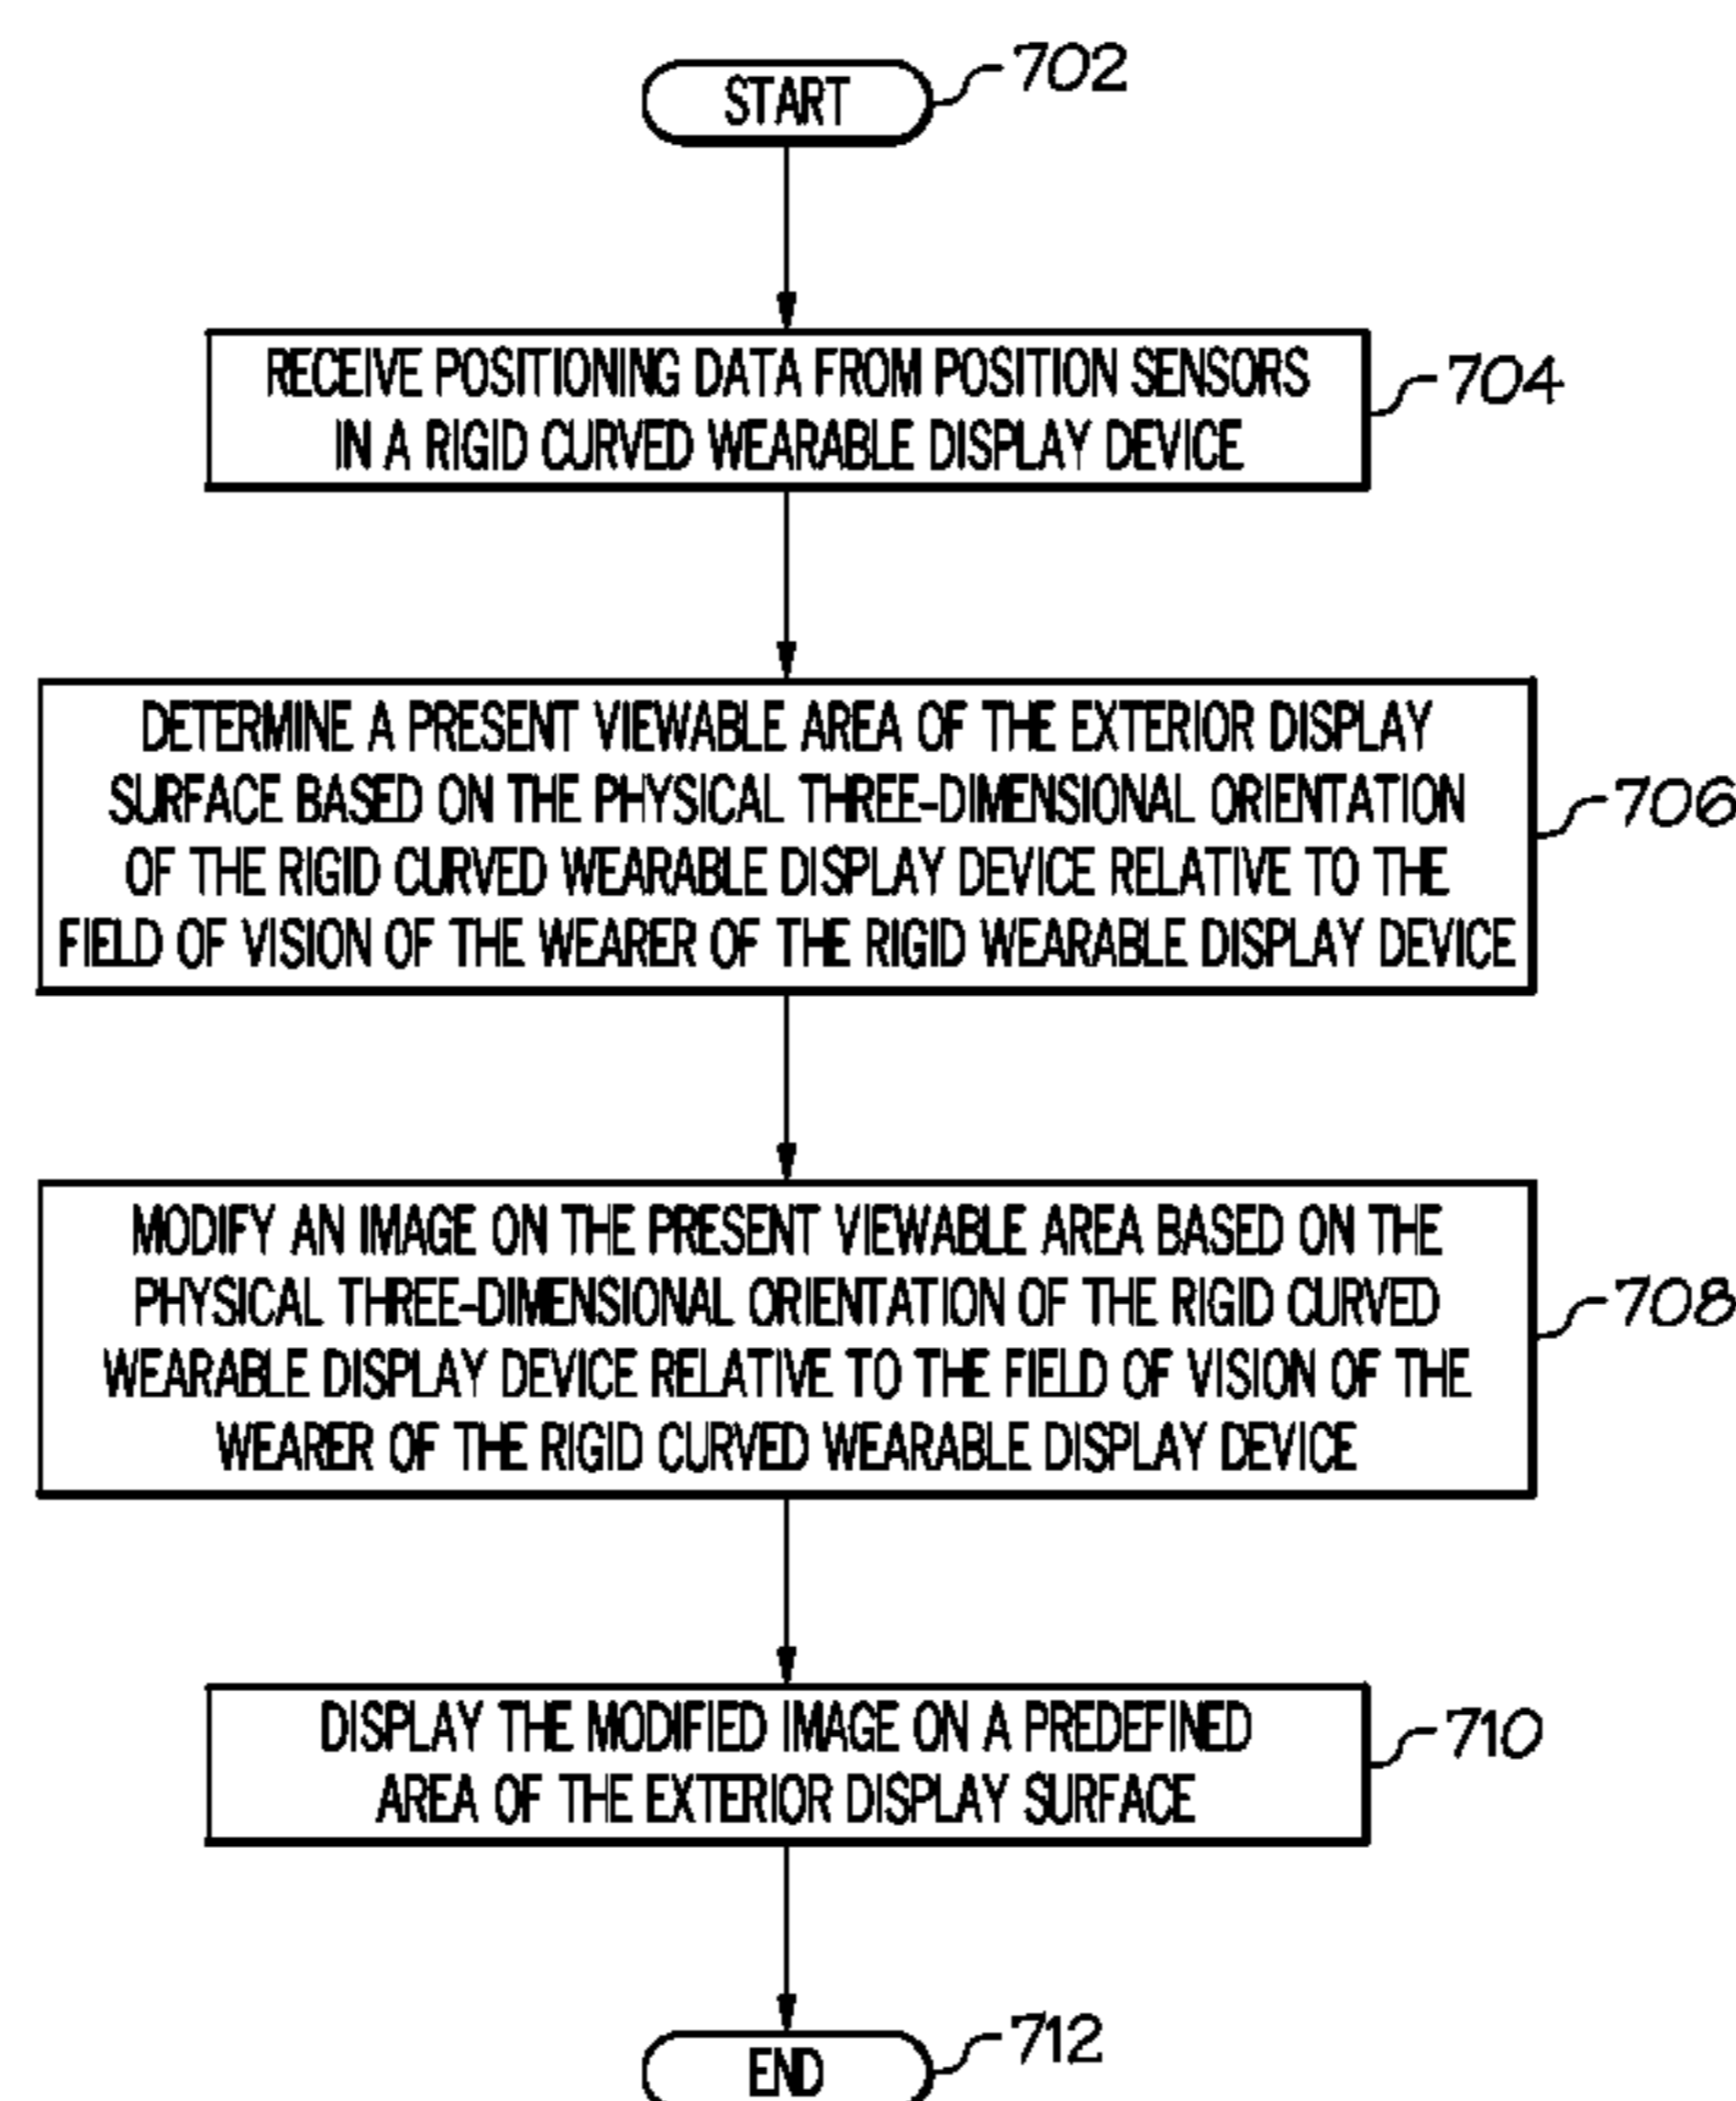 START
702
RECEIVE POSITIONING DATA FROM POSITION SENSORS
IN A RIGID CURVED WEARABLE DISPLAY DEVICE
704
DETERMINE A PRESENT VIEWABLE AREA OF THE EXTERIOR DISPLAY
SURFACE BASED ON THE PHYSICAL THREE-DIMENSIONAL ORIENTATION
OF THE RIGID CURVED WEARABLE DISPLAY DEVICE RELATIVE TO THE
FIELD OF VISION OF THE WEARER OF THE RIGID WEARABLE DISPLAY DEVICE
706
MODIFY AN IMAGE ON THE PRESENT VIEWABLE AREA BASED ON THE
PHYSICAL THREE-DIMENSIONAL ORIENTATION OF THE RIGID CURVED
WEARABLE DISPLAY DEVICE RELATIVE TO THE FIELD OF VISION OF THE
WEARER OF THE RIGID CURVED WEARABLE DISPLAY DEVICE
708
DISPLAY THE MODIFIED IMAGE ON A PREDEFINED
AREA OF THE EXTERIOR DISPLAY SURFACE
710
END
712